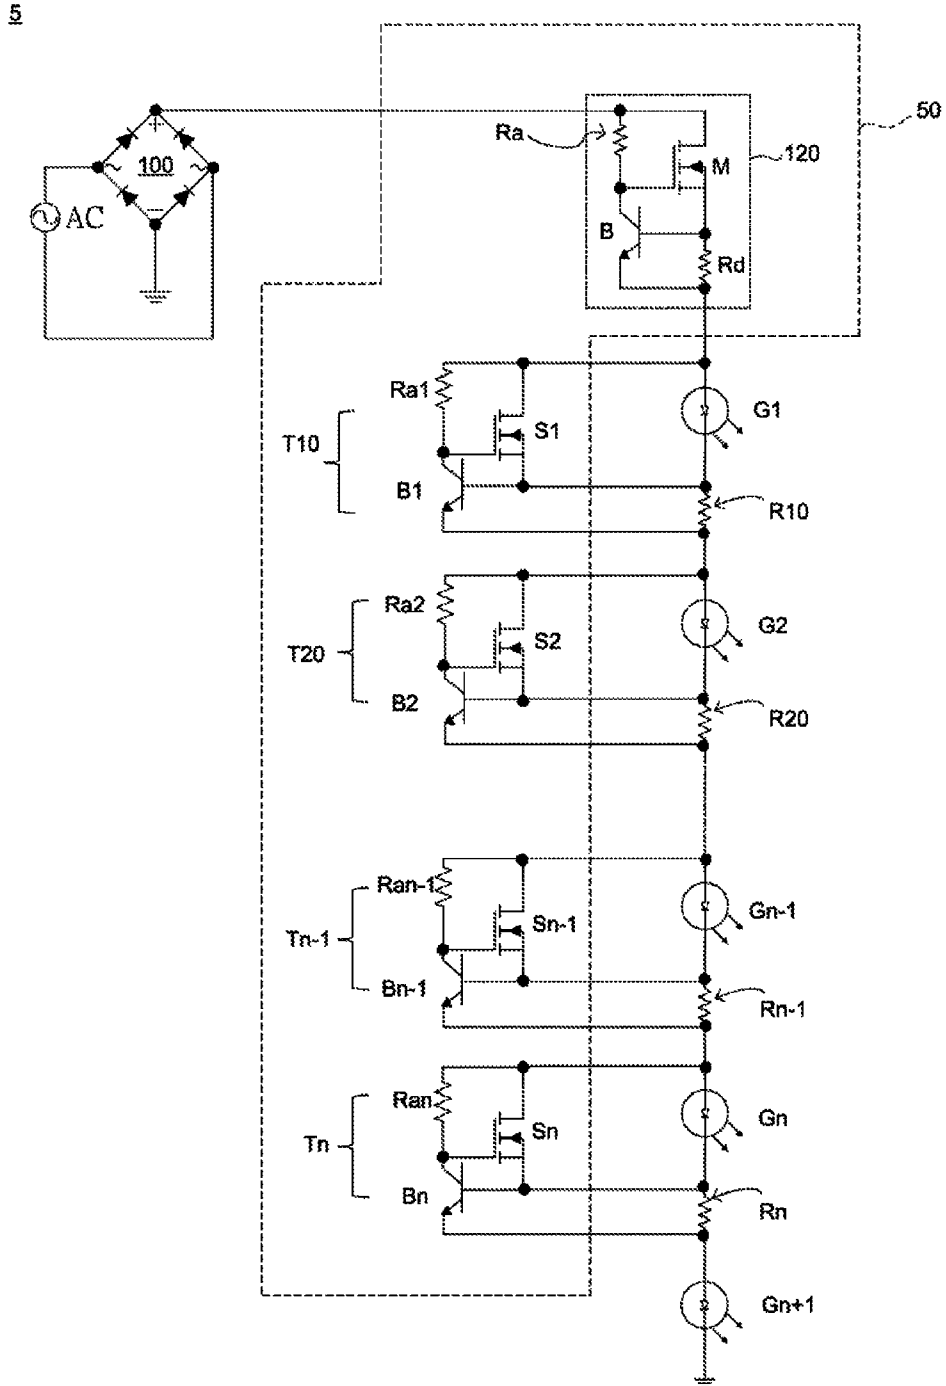 5
50
Ra
M
120
100
AC
B
Rd
Ra1
S1
G1
T10
B1
R10
Ra2
S2
G2
T20
B2
R20
Ran-1
Sn-1
Gn-1
Tn-1
Bn-1
Rn-1
Ran
Sn
Gn
Tn
Bn
Rn
Gn+1